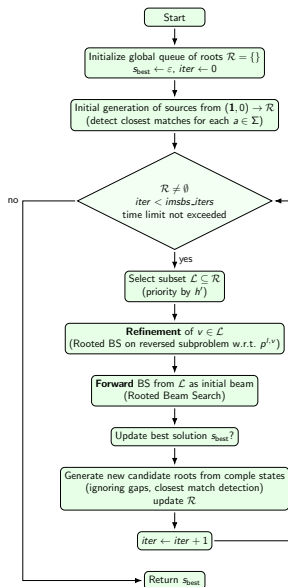 Start
Initialize global queue of roots ℛ = {}
s_best ← ε, iter ← 0
Initial generation of sources from (1, 0) → ℛ
(detect closest matches for each a ∈ Σ)
ℛ ≠ ∅
iter < imsbs_iters
time limit not exceeded
no
yes
Select subset ℒ ⊆ ℛ
(priority by h′)
Refinement of v ∈ ℒ
(Rooted BS on reversed subproblem w.r.t. p^{l,v})
Forward BS from ℒ as initial beam
(Rooted Beam Search)
Update best solution s_best?
Generate new candidate roots from comple states
(ignoring gaps, closest match detection)
update ℛ
iter ← iter + 1
Return s_best